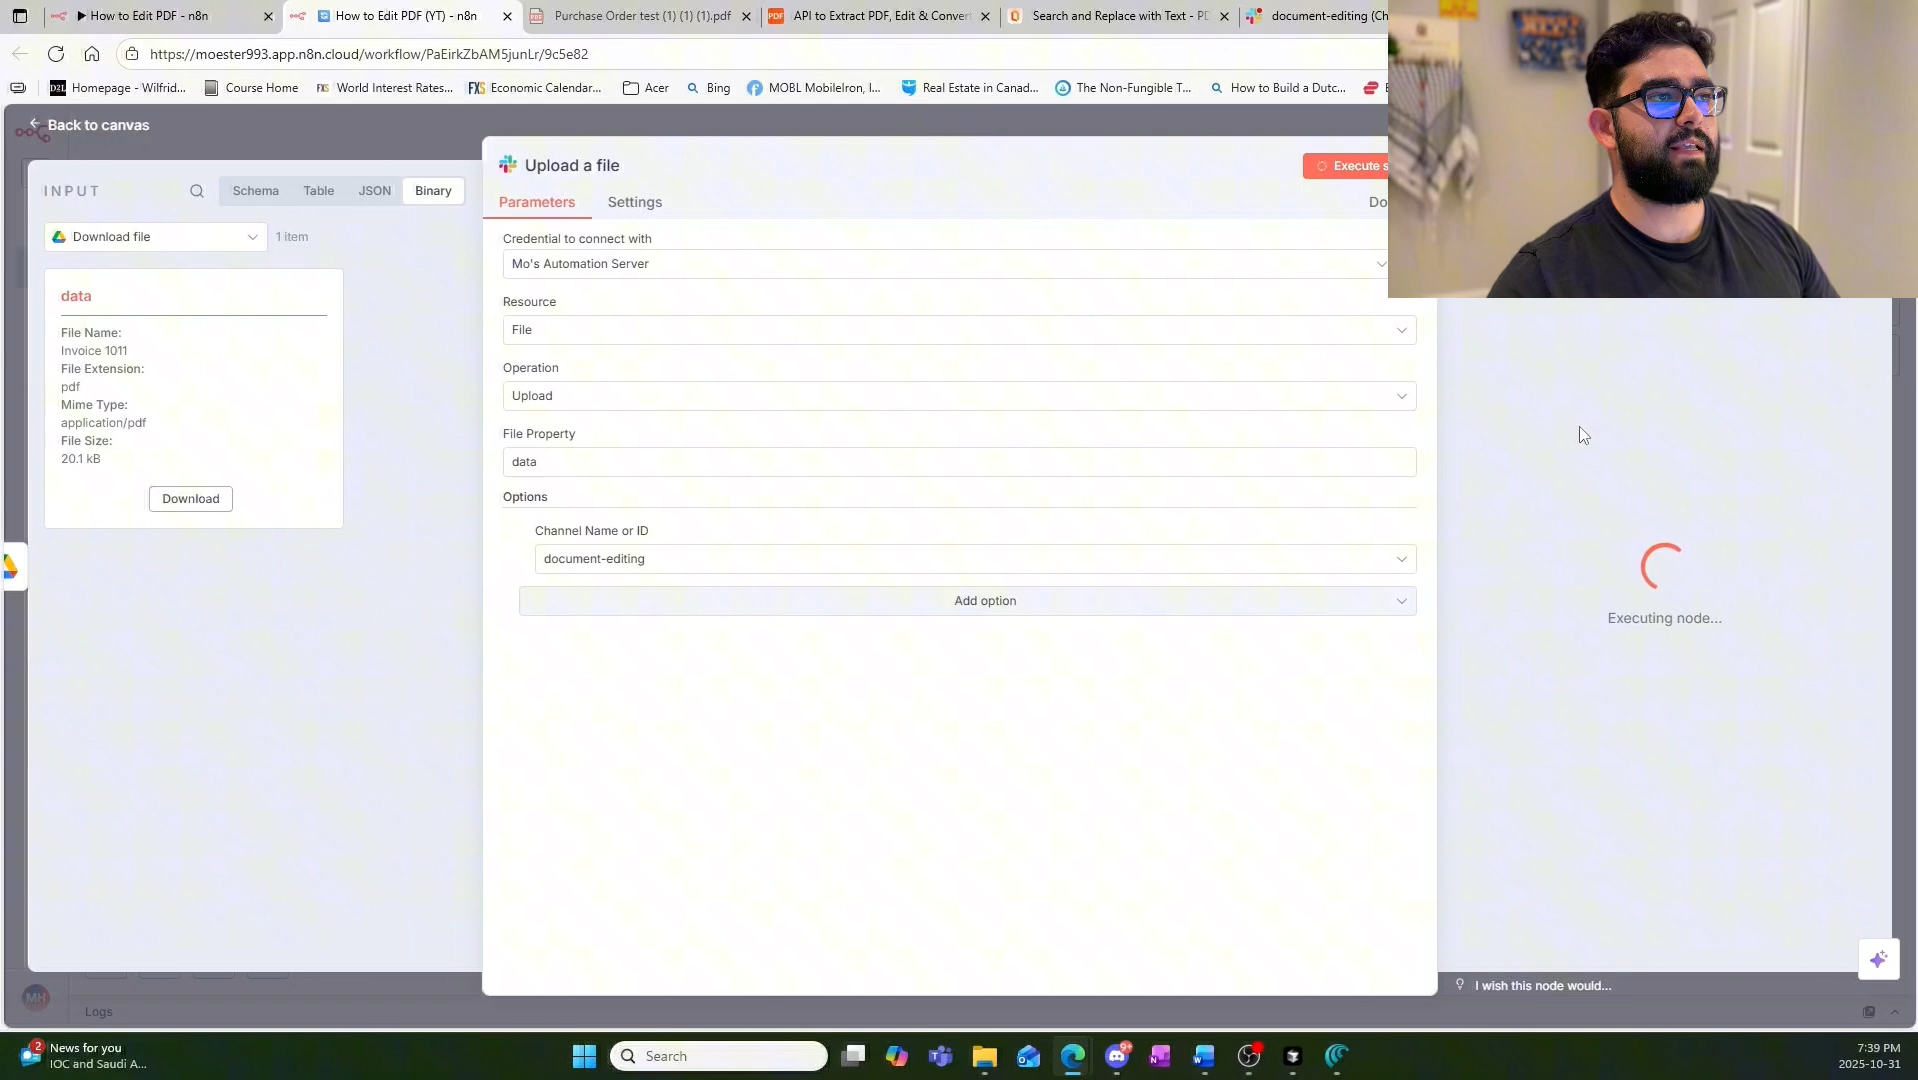 How to Edit PDF - n8n
How to Edit PDF (YT) - n8n
Purchase Order test (1) (1) (1).pdf
API to Extract PDF, Edit & Conver
Search and Replace with Text - PD
document-editing (Ch
https://moester993.app.n8n.cloud/workflow/PaEirkZbAM5junLr/9c5e82
Homepage - Wilfrid...
Course Home
World Interest Rates...
Economic Calendar...
Acer
Bing
MOBL MobileIron, I...
Real Estate in Canad...
The Non-Fungible T...
How to Build a Dutc...
Back to canvas
INPUT
Schema
Table
JSON
Binary
Download file
1 item
data
File Name:
Invoice 1011
File Extension:
pdf
Mime Type:
application/pdf
File Size:
20.1 kB
Download
Upload a file
Execute s
Parameters
Settings
Do
Credential to connect with
Mo's Automation Server
Resource
File
Operation
Upload
File Property
data
Options
Channel Name or ID
document-editing
Add option
Executing node...
I wish this node would...
MH
Logs
2
News for you
IOC and Saudi A...
Search
9+
7:39 PM
2025-10-31